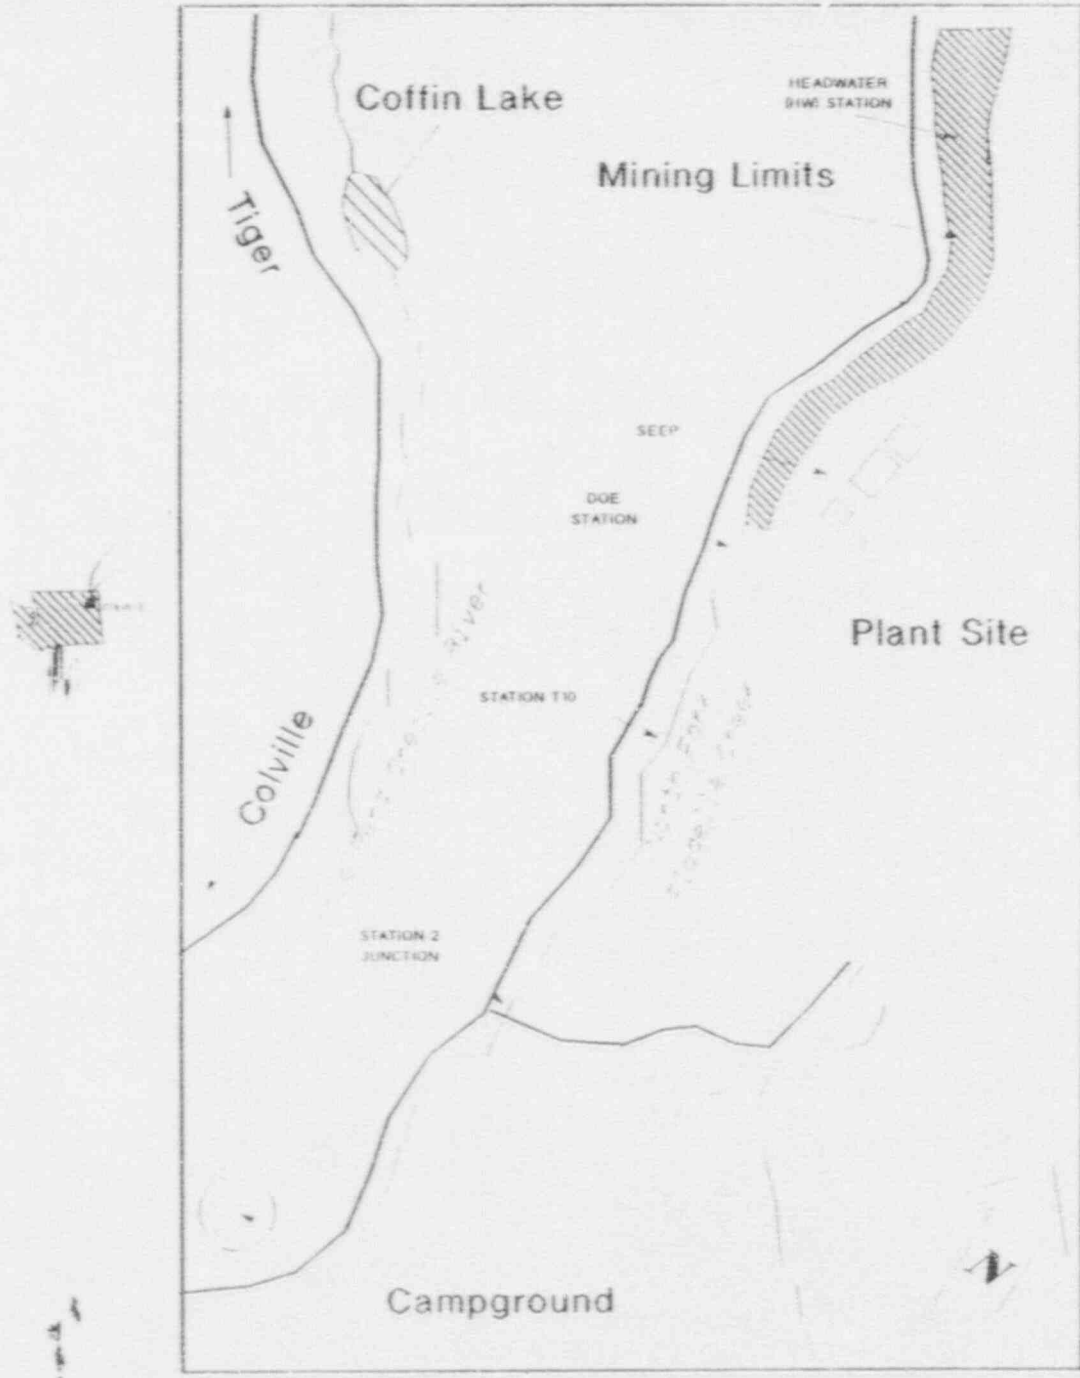 Coffin Lake
HEADWATER
(HW) STATION
Mining Limits
Tiger
SEEP
DOE
STATION
River
Plant Site
STATION T10
Colville
STATION 2
JUNCTION
Campground